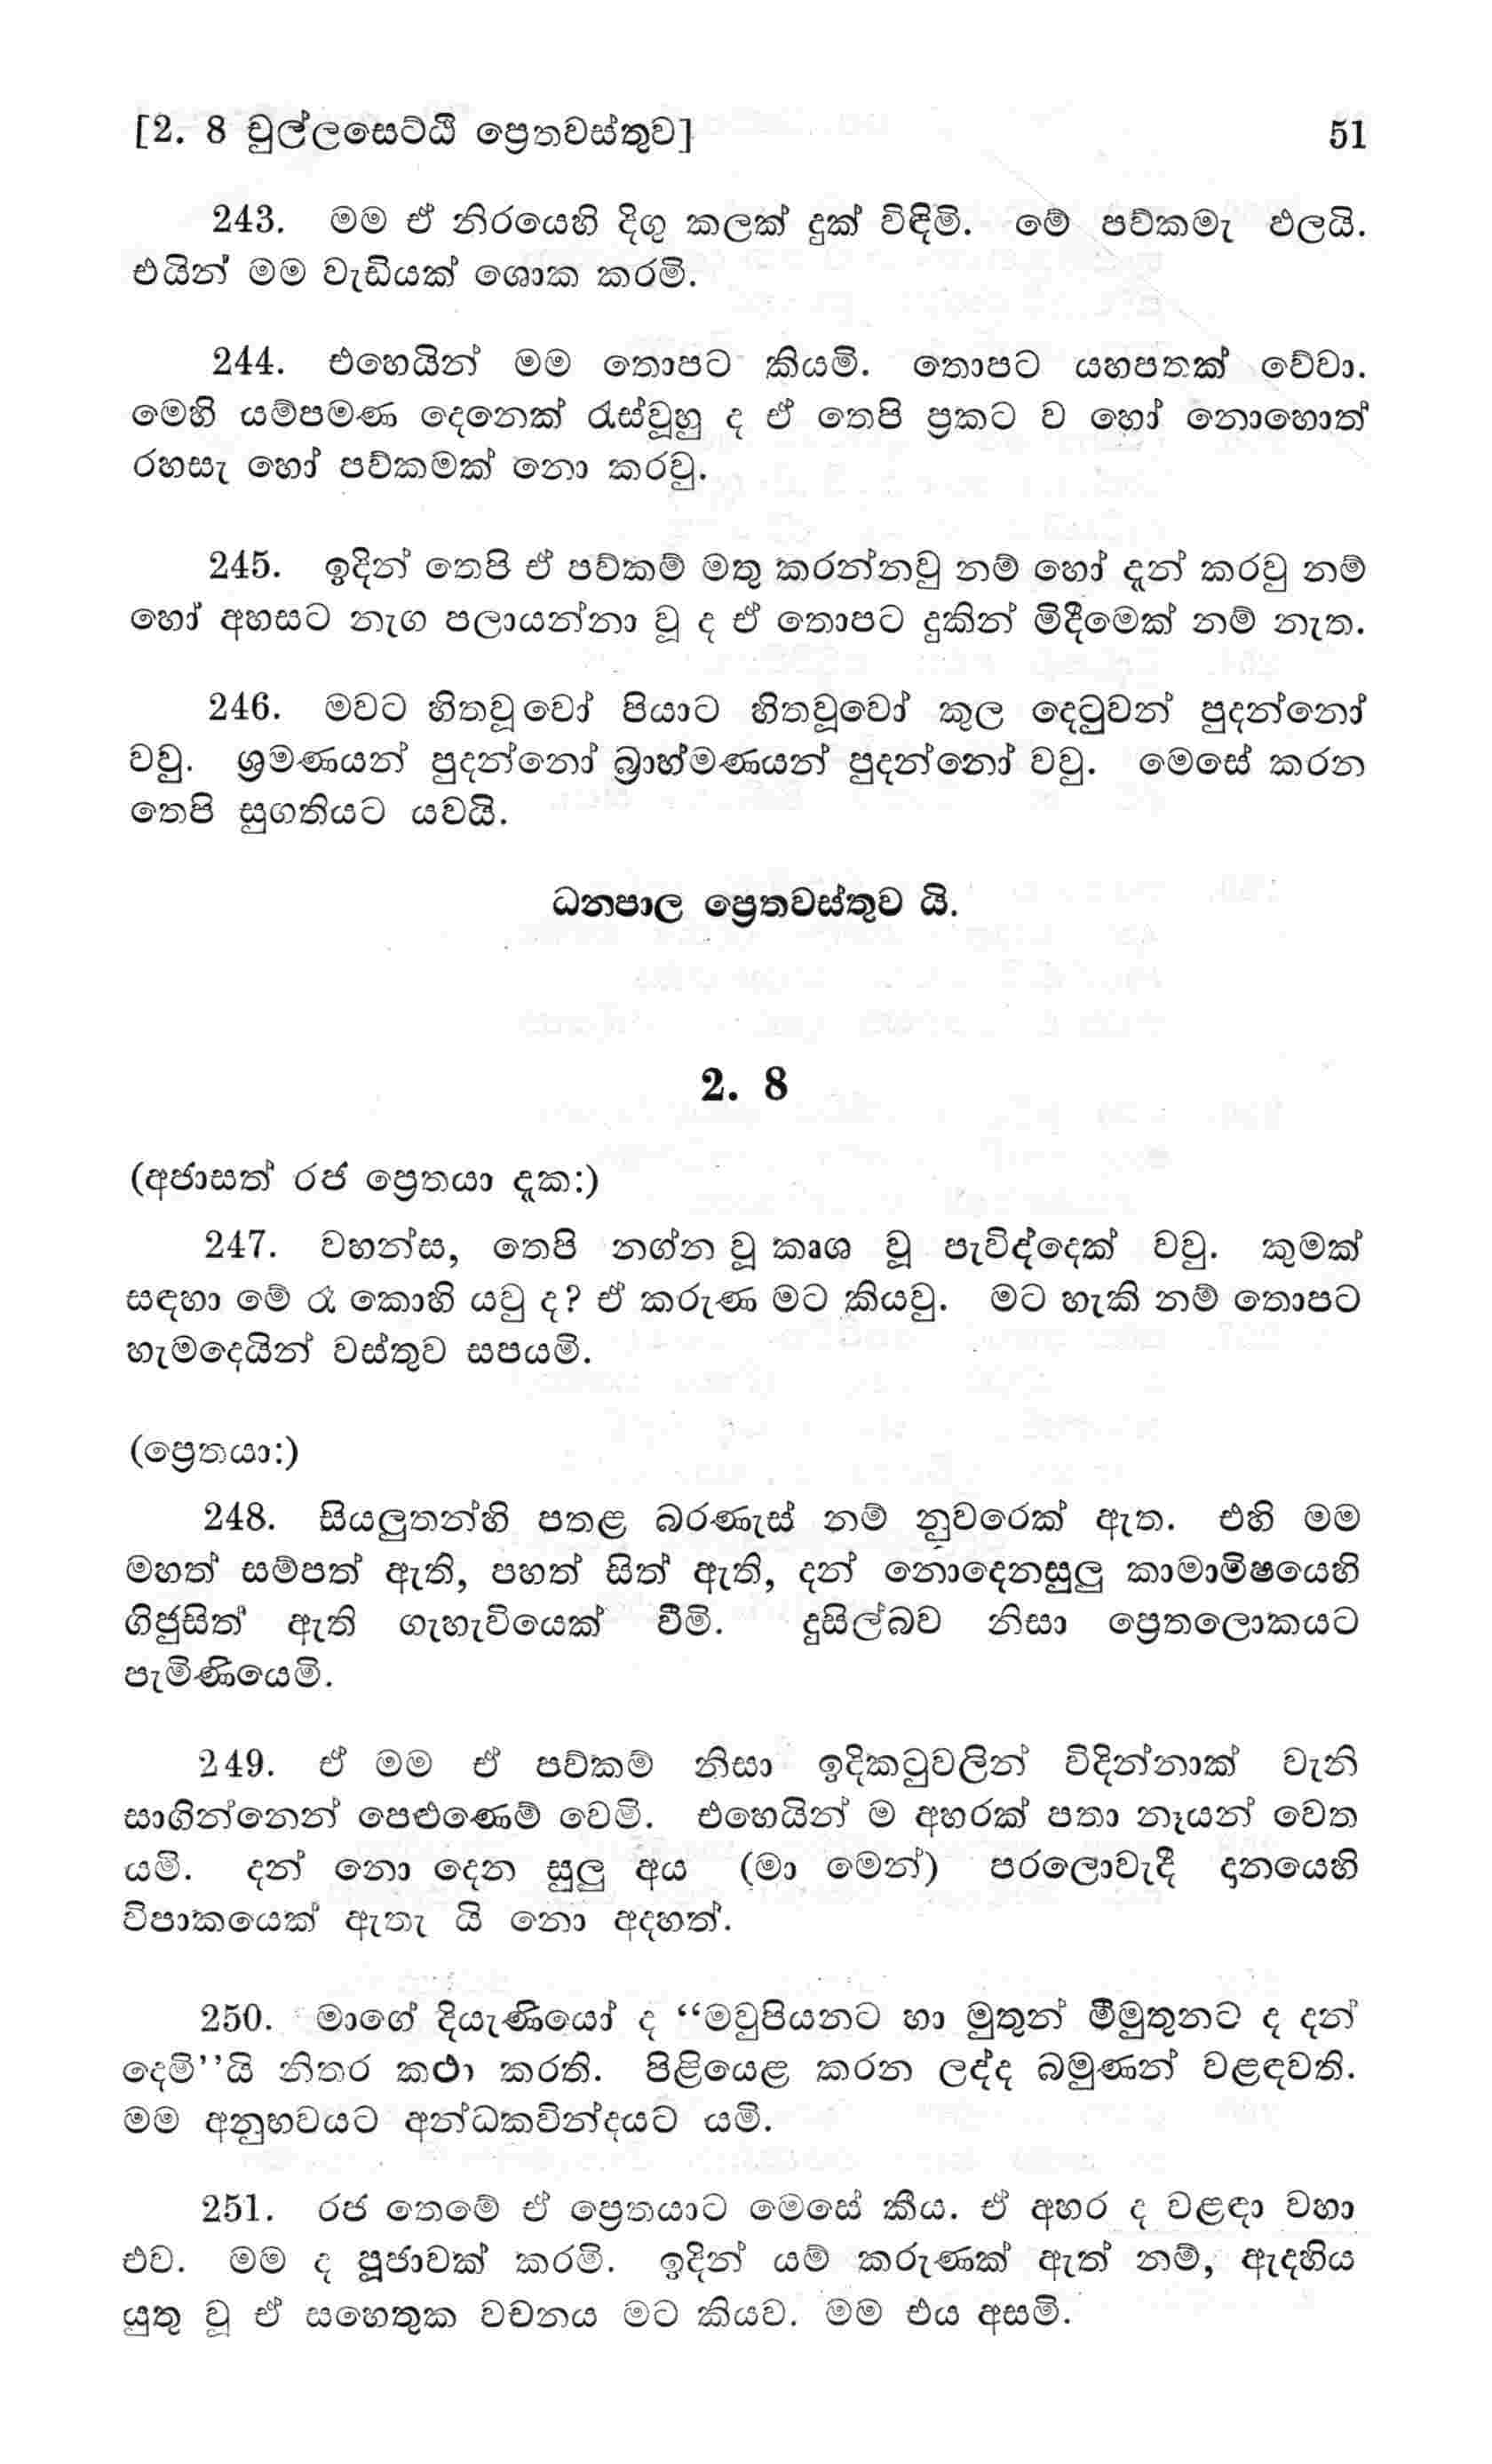 [2. 8 චුල්ලසෙට්ඨි ප්‍රෙතවස්තුව] 51
243. මම ඒ නිරයෙහි දිගු කලක් දුක් විඳිමි. මේ පව්කමැ ඵලයි.
එයින් මම වැඩියක් ශොක කරමි.
244. එහෙයින් මම තොපට කියමි. තොපට යහපතක් වේවා.
මෙහි යම්පමණ දෙනෙක් රැස්වූහු ද ඒ තෙපි ප්‍රකට ව හෝ නොහොත්
රහසැ හෝ පව්කමක් නො කරවු.
245. ඉදින් තෙපි ඒ පව්කම් මතු කරන්නවු නම් හෝ දැන් කරවු නම්
හෝ අහසට නැග පලායන්නා වූ ද ඒ තොපට දුකින් මිදීමෙක් නම් නැත.
246. මවට හිතවූවෝ පියාට හිතවූවෝ කුල දෙටුවන් පුදන්නෝ
වවු. ශ්‍රමණයන් පුදන්නෝ බ්‍රාහ්මණයන් පුදන්නෝ වවු. මෙසේ කරන
තෙපි සුගතියට යවයි.
ධනපාල ප්‍රෙතවස්තුව යි.
2. 8
(අජාසත් රජ ප්‍රෙතයා දැක:)
247. වහන්ස, තෙපි නග්න වූ කෘශ වූ පැවිද්දෙක් වවු. කුමක්
සඳහා මේ රෑ කොහි යවු ද? ඒ කරුණ මට කියවු. මට හැකි නම් තොපට
හැමදෙයින් වස්තුව සපයමි.
(ප්‍රෙතයා:)
248. සියලුතන්හි පතළ බරණැස් නම් නුවරෙක් ඇත. එහි මම
මහත් සම්පත් ඇති, පහත් සිත් ඇති, දන් නොදෙනසුලු කාමාමිෂයෙහි
ගිජුසිත් ඇති ගැහැවියෙක් වීමි. දුසිල්බව නිසා ප්‍රෙතලොකයට
පැමිණියෙමි.
249. ඒ මම ඒ පව්කම් නිසා ඉදිකටුවලින් විදින්නාක් වැනි
සාගින්නෙන් පෙළුණෙම් වෙමි. එහෙයින් ම අහරක් පතා නෑයන් වෙත
යමි. දන් නො දෙන සුලු අය (මා මෙන්) පරලොවැදී දානයෙහි
විපාකයෙක් ඇතැ යි නො අදහත්.
250. මාගේ දියැණියෝ ද “මවුපියනට හා මුතුන් මීමුතුනට ද දන්
දෙමි’’යි නිතර කථා කරති. පිළියෙළ කරන ලද්ද බමුණන් වළඳවති.
මම අනුභවයට අන්ධකවින්දයට යමි.
251. රජ තෙමේ ඒ ප්‍රෙතයාට මෙසේ කීය. ඒ අහර ද වළඳා වහා
එව. මම ද පූජාවක් කරමි. ඉදින් යම් කරුණක් ඇත් නම්, ඇදහිය
යුතු වූ ඒ සහෙතුක වචනය මට කියව. මම එය අසමි.